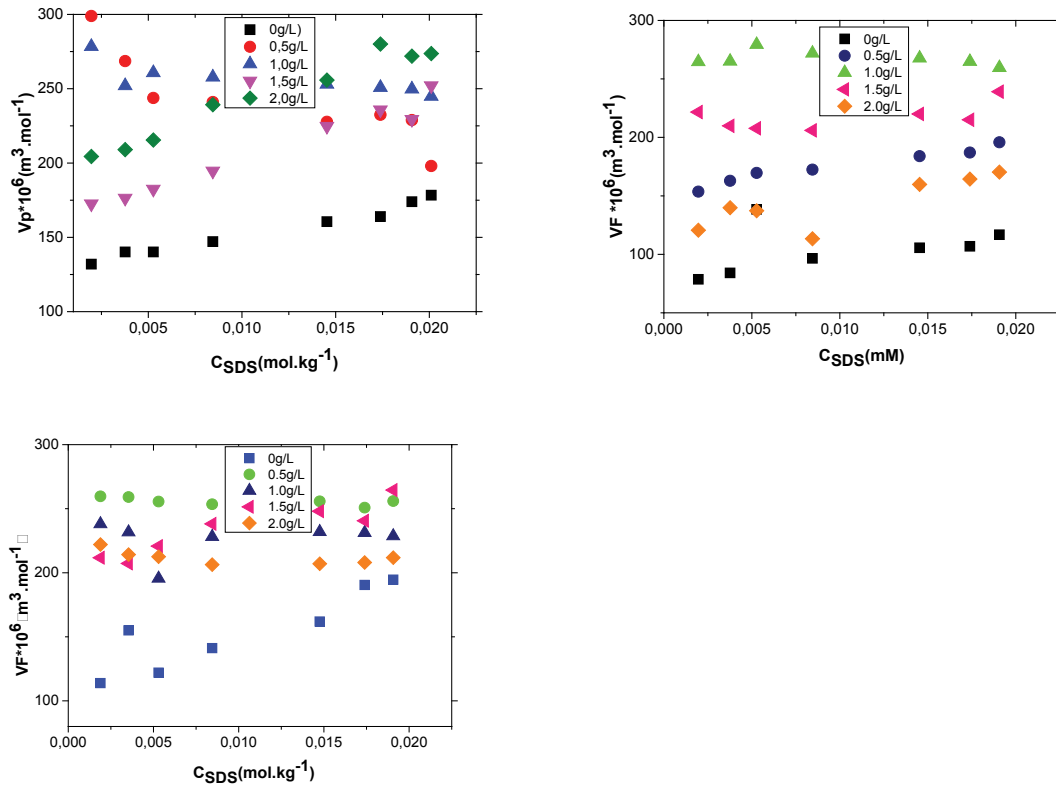 300
250
200
150
100
Vp*10⁶(m³.mol⁻¹)
0g/L)
0,5g/L
1,0g/L
1,5g/L
2,0g/L
0,005
0,010
0,015
0,020
C_SDS(mol.kg⁻¹)
300
200
100
VF *10⁶(m³.mol⁻¹)
0g/L
0.5g/L
1.0g/L
1.5g/L
2.0g/L
0,000
0,005
0,010
0,015
0,020
C_SDS(mM)
300
200
100
VF*10⁶□m³.mol⁻¹□
0g/L
0.5g/L
1.0g/L
1.5g/L
2.0g/L
0,000
0,005
0,010
0,015
0,020
C_SDS(mol.kg⁻¹)